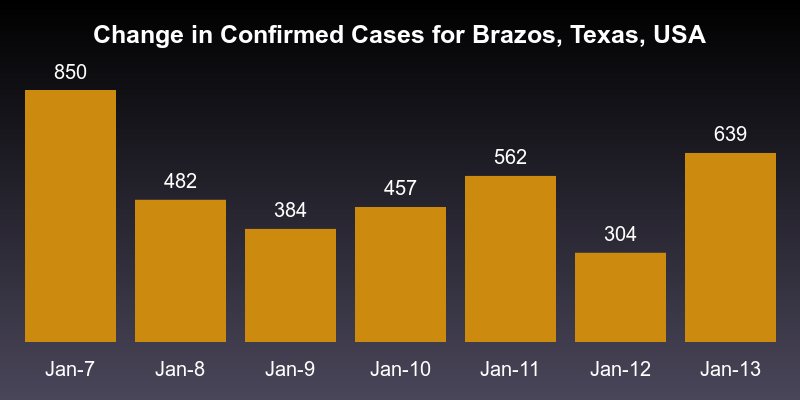 Change in Confirmed Cases for Brazos, Texas, USA
850
482
384
457
562
304
639
Jan-7
Jan-8
Jan-9
Jan-10
Jan-11
Jan-12
Jan-13